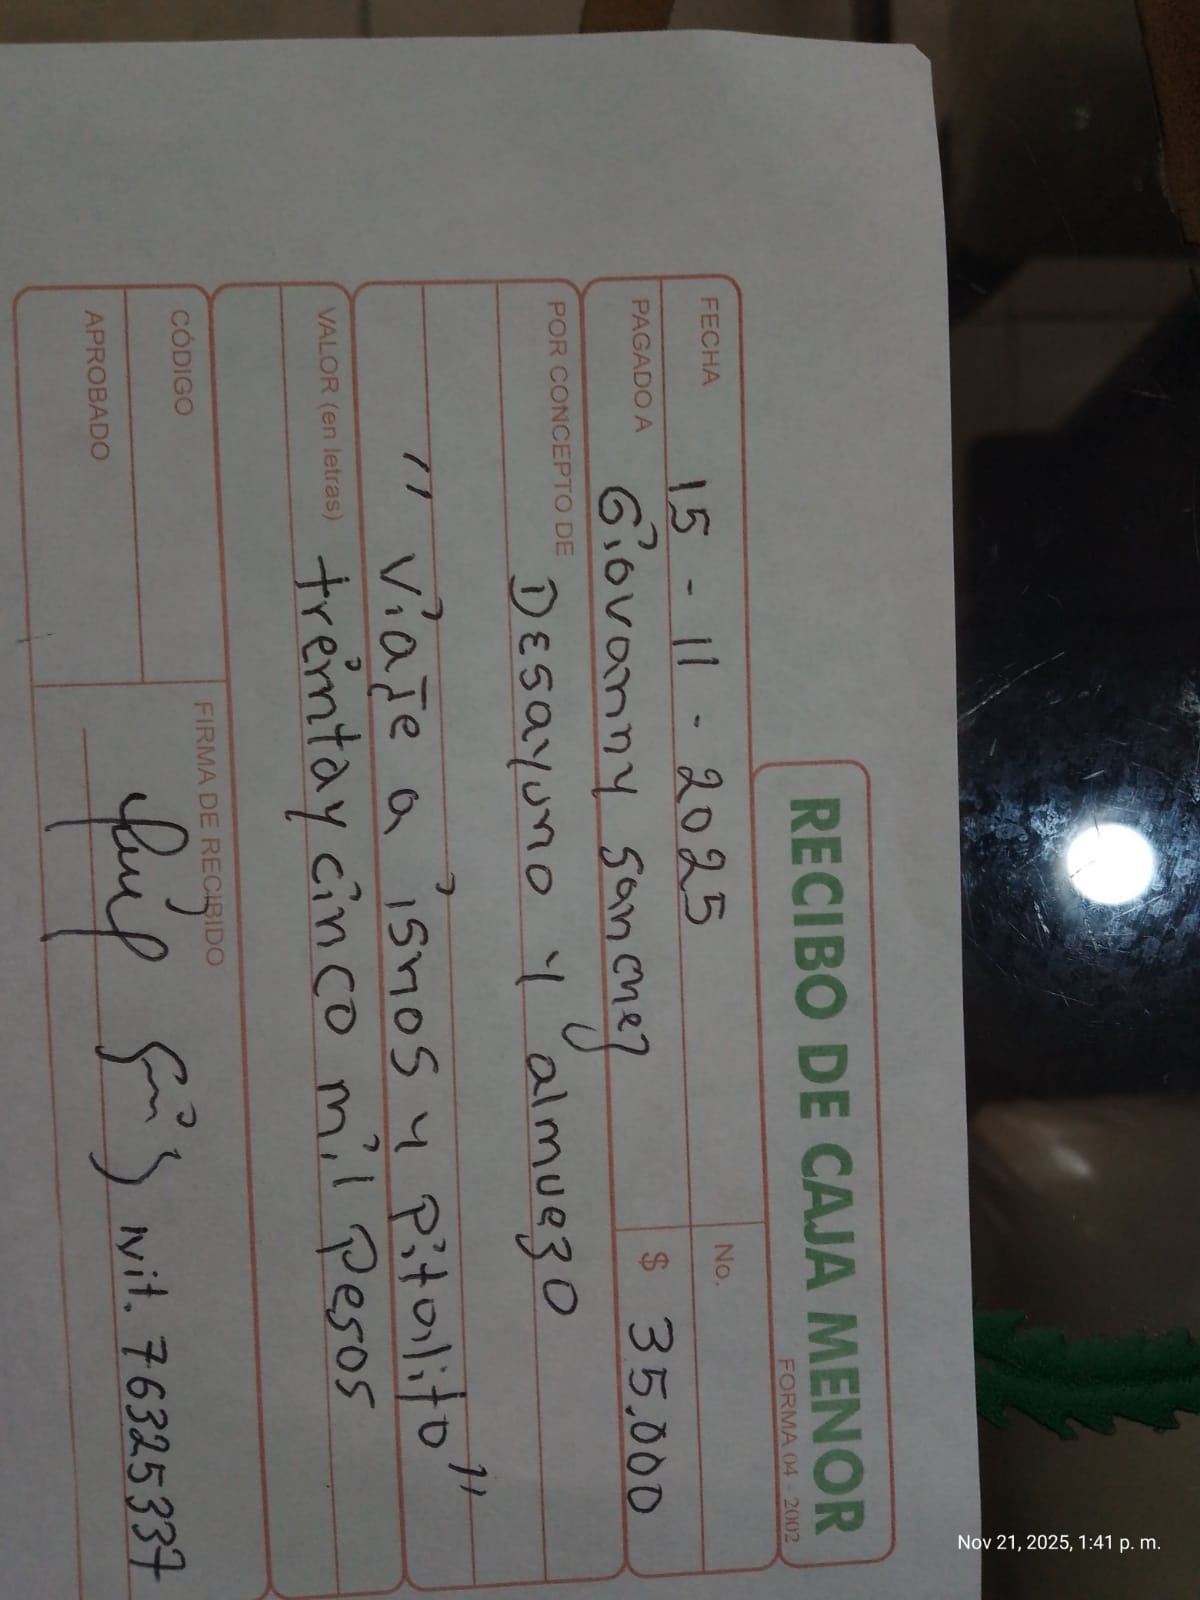 RECIBO DE CAJA MENOR
FORMA 04 - 2002
FECHA 15 - 11 - 2025 No.
PAGADO A Giovanny Sanchez $ 35.000
POR CONCEPTO DE Desayuno y almuezo
" viaje a isnos y Pitalito "
VALOR (en letras) treintay cinco mil Pesos
CÓDIGO
FIRMA DE RECIBIDO
APROBADO
Nit. 76325337
Nov 21, 2025, 1:41 p. m.